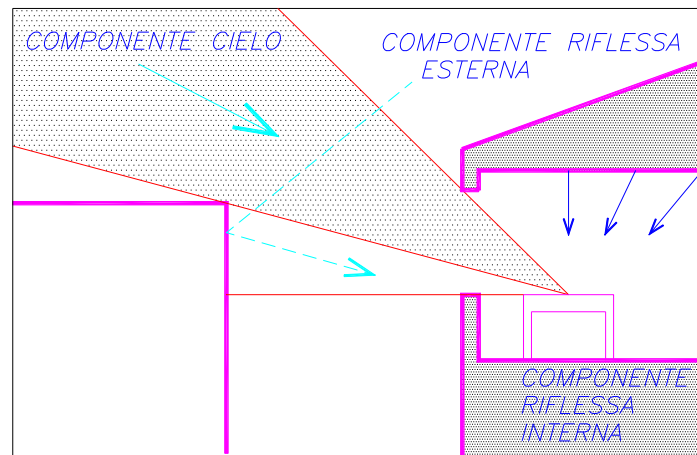 COMPONENTE CIELO
COMPONENTE RIFLESSA
ESTERNA
COMPONENTE
RIFLESSA
INTERNA